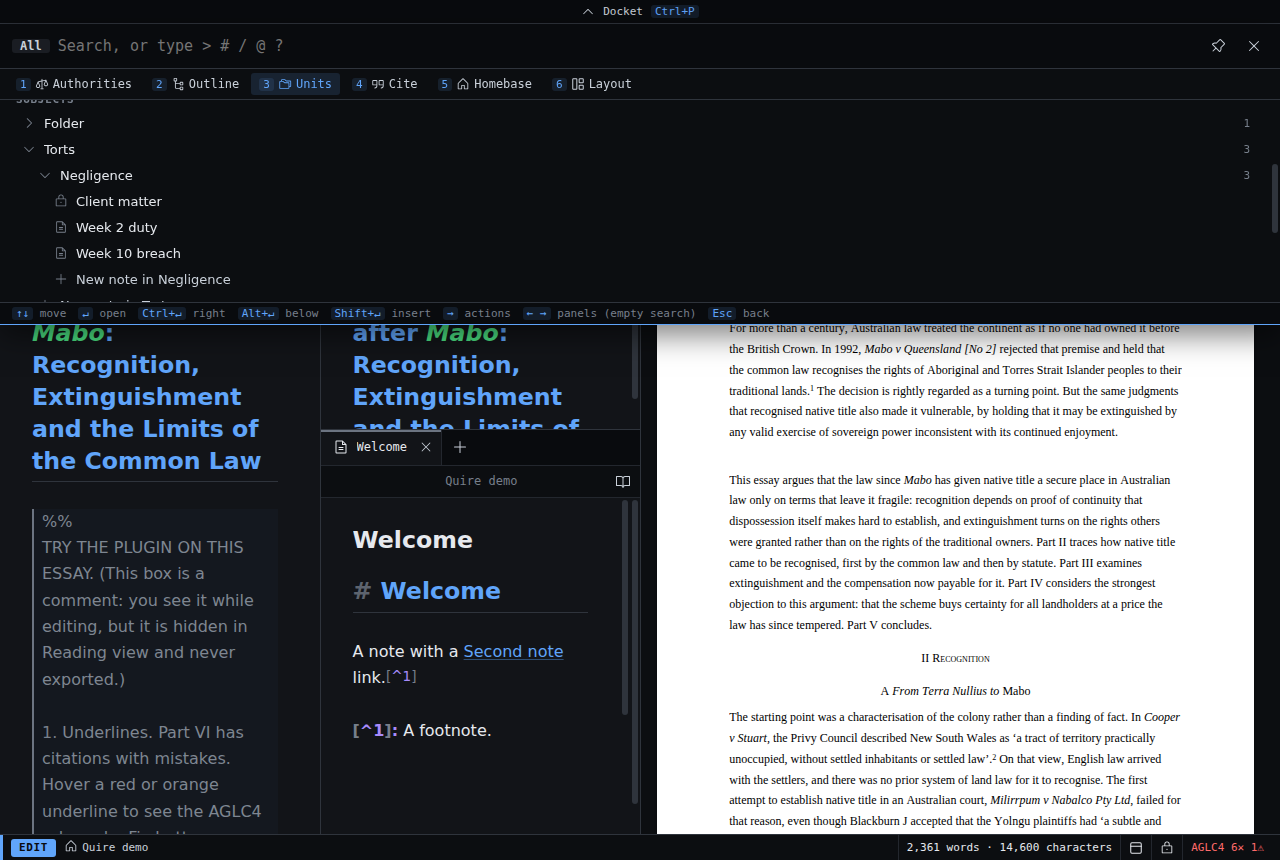 Docket Ctrl+P
All Search, or type > # / @ ?
1 Authorities 2 Outline 3 Units 4 Cite 5 Homebase 6 Layout
Folder 1
Torts 3
Negligence 3
Client matter
Week 2 duty
Week 10 breach
New note in Negligence
↑↓ move ↵ open Ctrl+↵ right Alt+↵ below Shift+↵ insert → actions ← → panels (empty search) Esc back
Mabo:
Recognition,
Extinguishment
and the Limits of
the Common Law
%%
TRY THE PLUGIN ON THIS
ESSAY. (This box is a
comment: you see it while
editing, but it is hidden in
Reading view and never
exported.)
1. Underlines. Part VI has
citations with mistakes.
Hover a red or orange
underline to see the AGLC4
after Mabo:
Recognition,
Extinguishment
and the Limits of
Welcome
Quire demo
Welcome
# Welcome
A note with a Second note
link.[^1]
[^1]: A footnote.
For more than a century, Australian law treated the continent as if no one had owned it before
the British Crown. In 1992, Mabo v Queensland [No 2] rejected that premise and held that
the common law recognises the rights of Aboriginal and Torres Strait Islander peoples to their
traditional lands.1 The decision is rightly regarded as a turning point. But the same judgments
that recognised native title also made it vulnerable, by holding that it may be extinguished by
any valid exercise of sovereign power inconsistent with its continued enjoyment.
This essay argues that the law since Mabo has given native title a secure place in Australian
law only on terms that leave it fragile: recognition depends on proof of continuity that
dispossession itself makes hard to establish, and extinguishment turns on the rights others
were granted rather than on the rights of the traditional owners. Part II traces how native title
came to be recognised, first by the common law and then by statute. Part III examines
extinguishment and the compensation now payable for it. Part IV considers the strongest
objection to this argument: that the scheme buys certainty for all landholders at a price the
law has since tempered. Part V concludes.
II Recognition
A From Terra Nullius to Mabo
The starting point was a characterisation of the colony rather than a finding of fact. In Cooper
v Stuart, the Privy Council described New South Wales as ‘a tract of territory practically
unoccupied, without settled inhabitants or settled law’.2 On that view, English law arrived
with the settlers, and there was no prior system of land law for it to recognise. The first
attempt to establish native title in an Australian court, Milirrpum v Nabalco Pty Ltd, failed for
that reason, even though Blackburn J accepted that the Yolngu plaintiffs had ‘a subtle and
EDIT Quire demo 2,361 words · 14,600 characters AGLC4 6× 1⚠